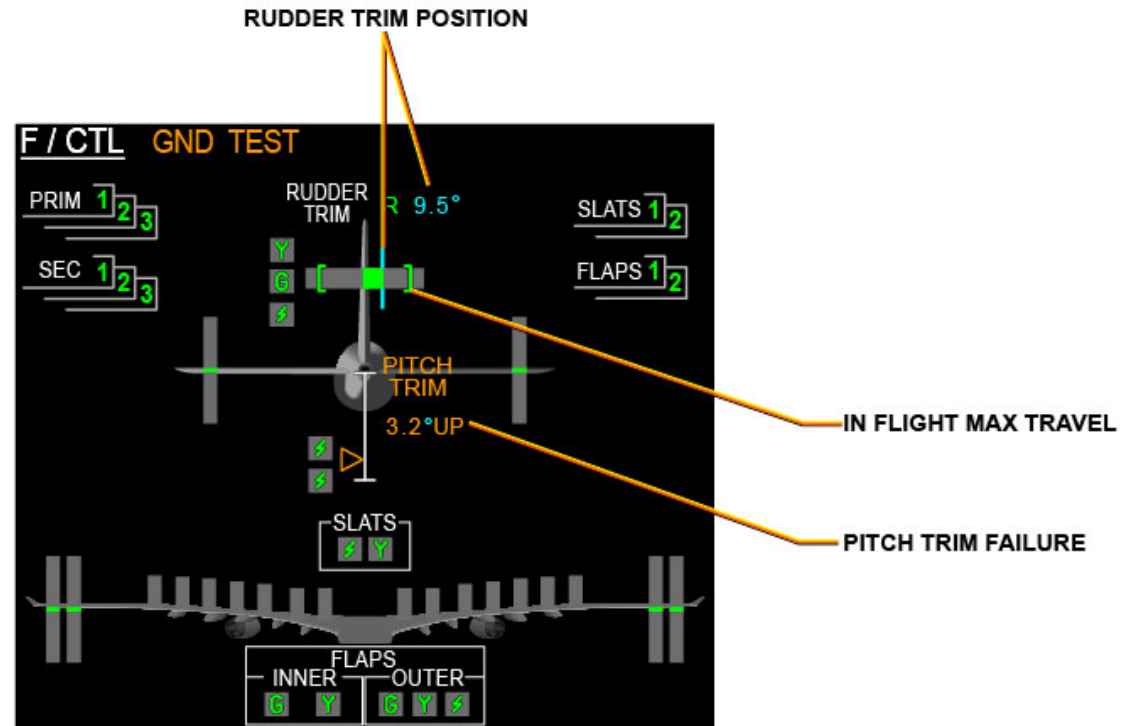 RUDDER TRIM POSITION
F / CTL GND TEST
PRIM 1 2 3
RUDDER
TRIM
R 9.5°
SLATS 1 2
SEC 1 2 3
Y
G
FLAPS 1 2
PITCH
TRIM
3.2°UP
IN FLIGHT MAX TRAVEL
PITCH TRIM FAILURE
SLATS
Y
FLAPS
INNER OUTER
G Y G Y